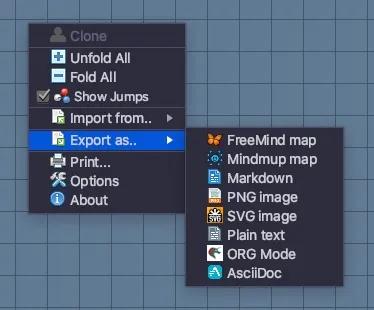 Clone
Unfold All
Fold All
Show Jumps
Import from..
Export as..
Print...
Options
About
FreeMind map
Mindmup map
Markdown
PNG image
SVG image
Plain text
ORG Mode
AsciiDoc